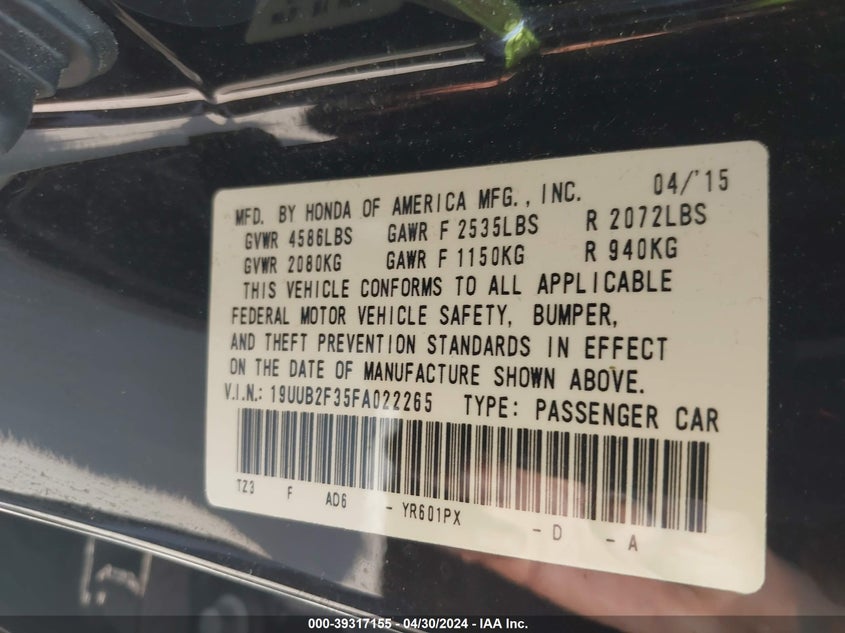 MFD. BY HONDA OF AMERICA MFG., INC. 04/'15
GVWR 4586LBS GAWR F 2535LBS R 2072LBS
GVWR 2080KG GAWR F 1150KG R 940KG
THIS VEHICLE CONFORMS TO ALL APPLICABLE
FEDERAL MOTOR VEHICLE SAFETY, BUMPER,
AND THEFT PREVENTION STANDARDS IN EFFECT
ON THE DATE OF MANUFACTURE SHOWN ABOVE.
V.I.N.: 19UUB2F35FA022265 TYPE: PASSENGER CAR
TZ3 F AD6 - YR601PX - D - A
000-39317155 - 04/30/2024 - IAA Inc.